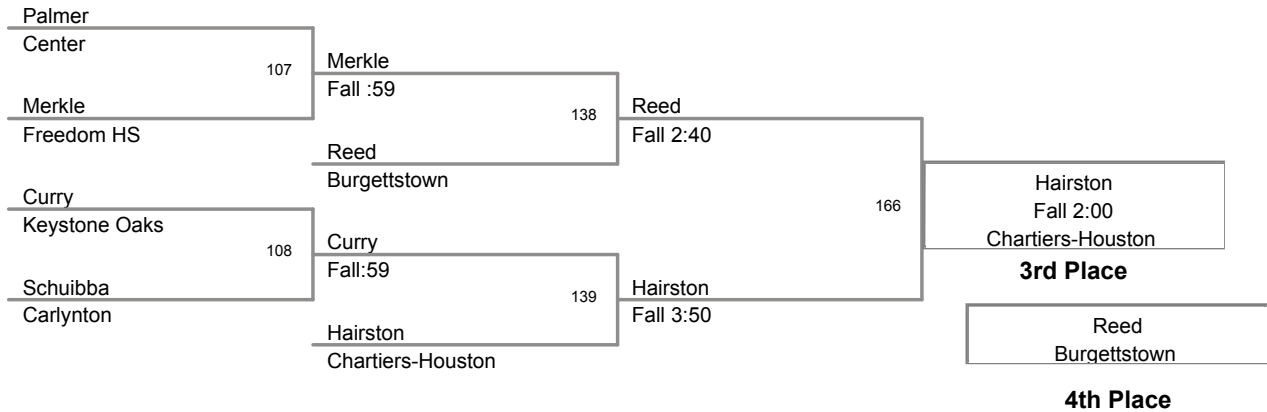 Palmer
Center
107
Merkle
Freedom HS
Merkle
Fall :59
138
Reed
Burgettstown
Reed
Fall 2:40
Curry
Keystone Oaks
108
Schuibba
Carlynton
Curry
Fall:59
139
Hairston
Chartiers-Houston
Hairston
Fall 3:50
166
Hairston
Fall 2:00
Chartiers-Houston
3rd Place
Reed
Burgettstown
4th Place